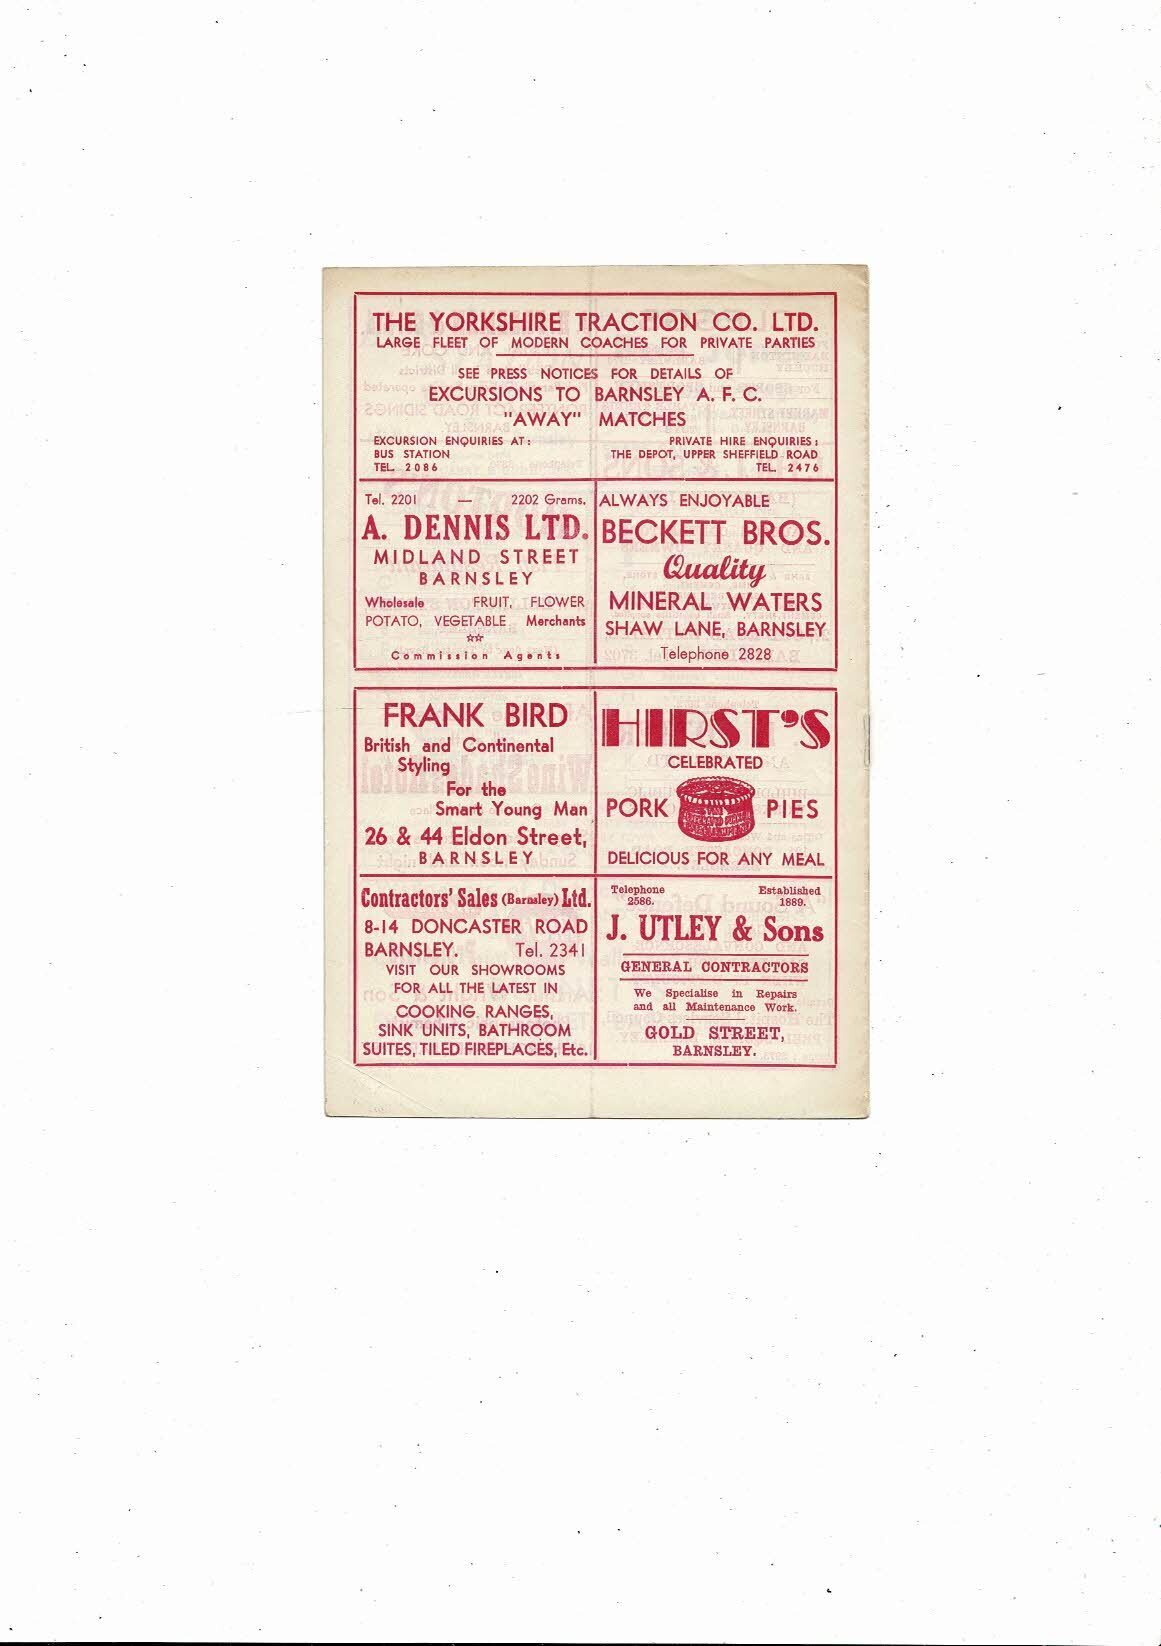 THE YORKSHIRE TRACTION CO. LTD.
LARGE FLEET OF MODERN COACHES FOR PRIVATE PARTIES
SEE PRESS NOTICES FOR DETAILS OF
EXCURSIONS TO BARNSLEY A. F. C.
"AWAY" MATCHES
EXCURSION ENQUIRIES AT:
BUS STATION
TEL. 2086
PRIVATE HIRE ENQUIRIES:
THE DEPOT, UPPER SHEFFIELD ROAD
TEL. 2476
Tel. 2201 — 2202 Grams.
A. DENNIS LTD.
MIDLAND STREET
BARNSLEY
Wholesale FRUIT, FLOWER
POTATO, VEGETABLE Merchants
☆☆
Commission Agents
ALWAYS ENJOYABLE
BECKETT BROS.
Quality
MINERAL WATERS
SHAW LANE, BARNSLEY
Telephone 2828
FRANK BIRD
British and Continental
Styling
For the
Smart Young Man
26 & 44 Eldon Street,
BARNSLEY
HIRST'S
CELEBRATED
PORK PIES
DELICIOUS FOR ANY MEAL
Contractors' Sales (Barnsley) Ltd.
8-14 DONCASTER ROAD
BARNSLEY. Tel. 2341
VISIT OUR SHOWROOMS
FOR ALL THE LATEST IN
COOKING RANGES,
SINK UNITS, BATHROOM
SUITES, TILED FIREPLACES, Etc.
Telephone 2586.
Established 1889.
J. UTLEY & Sons
GENERAL CONTRACTORS
We Specialise in Repairs
and all Maintenance Work.
GOLD STREET,
BARNSLEY.